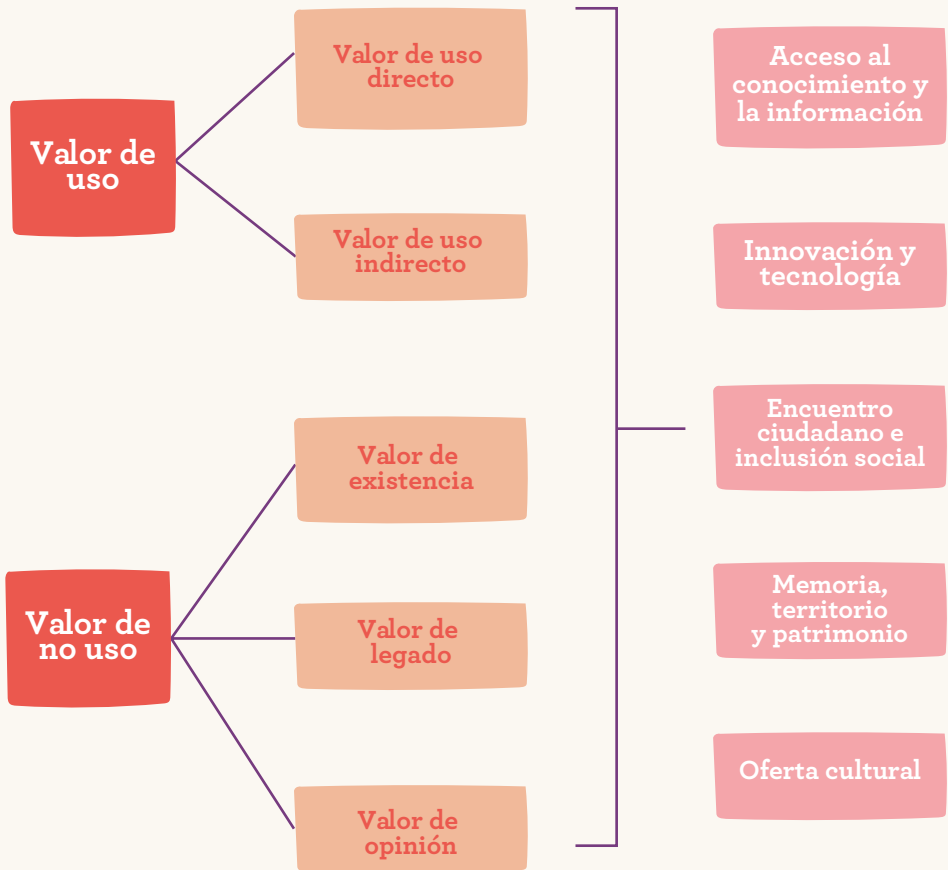 Valor de
uso
Valor de uso
directo
Valor de uso
indirecto
Valor de
no uso
Valor de
existencia
Valor de
legado
Valor de
opinión
Acceso al
conocimiento y
la información
Innovación y
tecnología
Encuentro
ciudadano e
inclusión social
Memoria,
territorio
y patrimonio
Oferta cultural